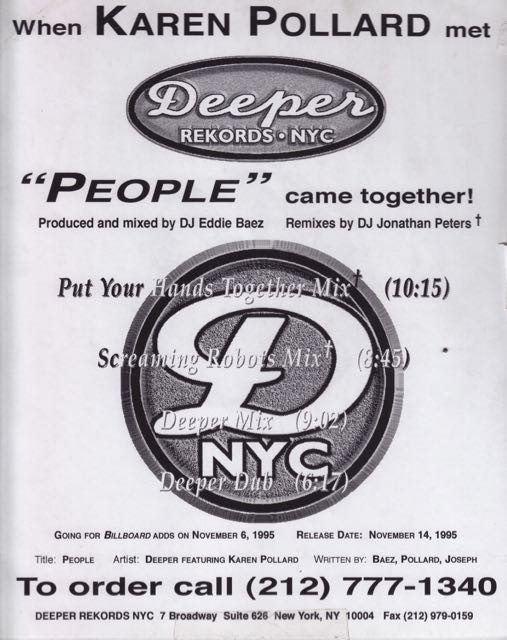 When KAREN POLLARD met
Deeper
REKORDS • NYC
"PEOPLE" came together!
Produced and mixed by DJ Eddie Baez Remixes by DJ Jonathan Peters †
Put Your Hands Together Mix† (10:15)
Screaming Robots Mix† (8:45)
Deeper Mix (9:02)
Deeper Dub (6:17)
D
NYC
GOING FOR BILLBOARD ADDS ON NOVEMBER 6, 1995 RELEASE DATE: NOVEMBER 14, 1995
Title: PEOPLE Artist: DEEPER FEATURING KAREN POLLARD WRITTEN BY: BAEZ, POLLARD, JOSEPH
To order call (212) 777-1340
DEEPER REKORDS NYC 7 Broadway Suite 626 New York, NY 10004 Fax (212) 979-0159